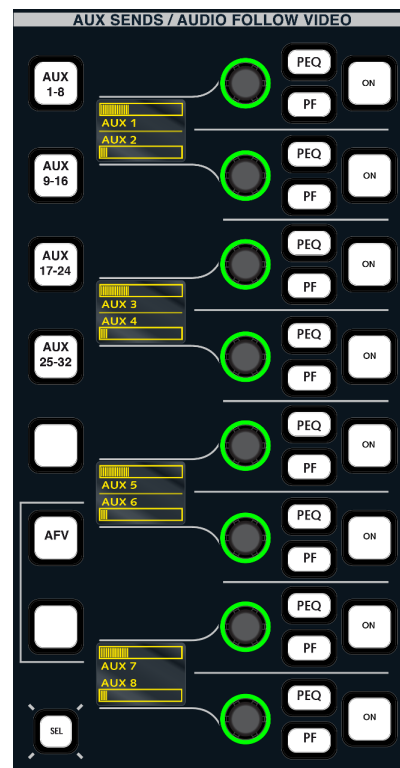 AUX SENDS / AUDIO FOLLOW VIDEO
AUX
1-8
PEQ
PF
ON
AUX 1
AUX 2
AUX
9-16
PEQ
PF
ON
AUX
17-24
PEQ
PF
ON
AUX 3
AUX 4
AUX
25-32
PEQ
PF
ON
PEQ
PF
ON
AUX 5
AUX 6
AFV
PEQ
PF
ON
PEQ
PF
ON
AUX 7
AUX 8
SEL
PEQ
PF
ON